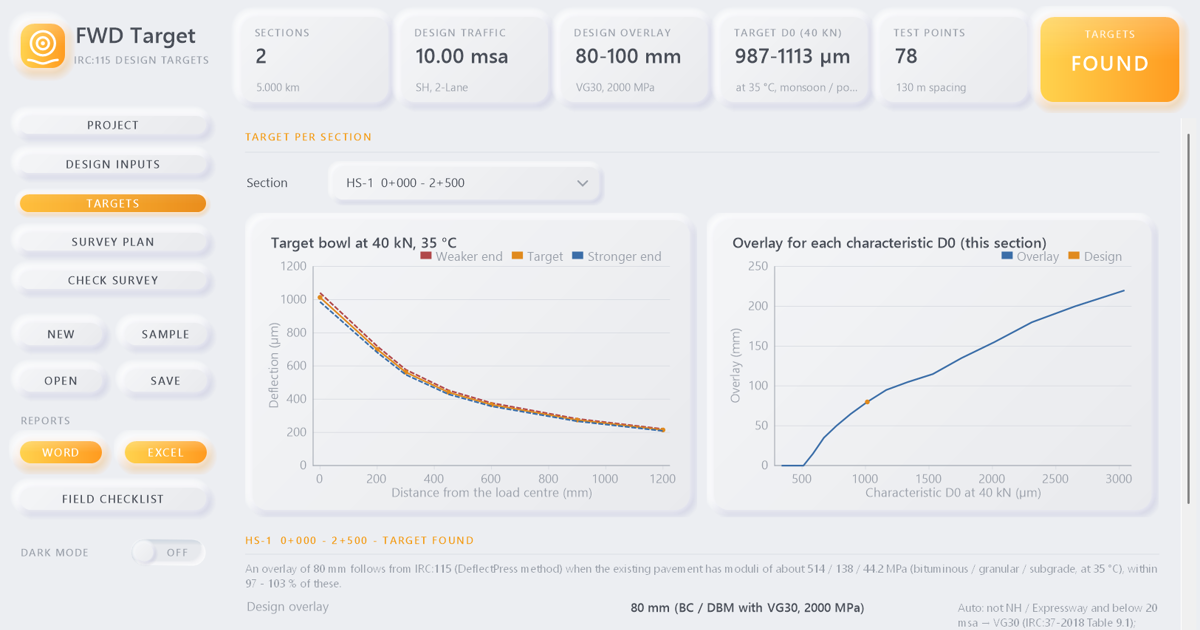 FWD Target
IRC:115 DESIGN TARGETS
PROJECT
DESIGN INPUTS
TARGETS
SURVEY PLAN
CHECK SURVEY
NEW
SAMPLE
OPEN
SAVE
REPORTS
WORD
EXCEL
FIELD CHECKLIST
DARK MODE
OFF
SECTIONS
2
5.000 km
DESIGN TRAFFIC
10.00 msa
SH, 2-Lane
DESIGN OVERLAY
80-100 mm
VG30, 2000 MPa
TARGET D0 (40 KN)
987-1113 µm
at 35 °C, monsoon / po...
TEST POINTS
78
130 m spacing
TARGETS
FOUND
TARGET PER SECTION
Section
HS-1 0+000 - 2+500
Target bowl at 40 kN, 35 °C
Weaker end
Target
Stronger end
1200
1000
800
600
400
200
0
Deflection (µm)
0 200 400 600 800 1000 1200
Distance from the load centre (mm)
Overlay for each characteristic D0 (this section)
Overlay
Design
250
200
150
100
50
0
Overlay (mm)
500 1000 1500 2000 2500 3000
Characteristic D0 at 40 kN (µm)
HS-1 0+000 - 2+500 - TARGET FOUND
An overlay of 80 mm follows from IRC:115 (DeflectPress method) when the existing pavement has moduli of about 514 / 138 / 44.2 MPa (bituminous / granular / subgrade, at 35 °C), within
97 - 103 % of these.
Design overlay
80 mm (BC / DBM with VG30, 2000 MPa)
Auto: not NH / Expressway and below 20
msa — VG30 (IRC:37-2018 Table 9.1);